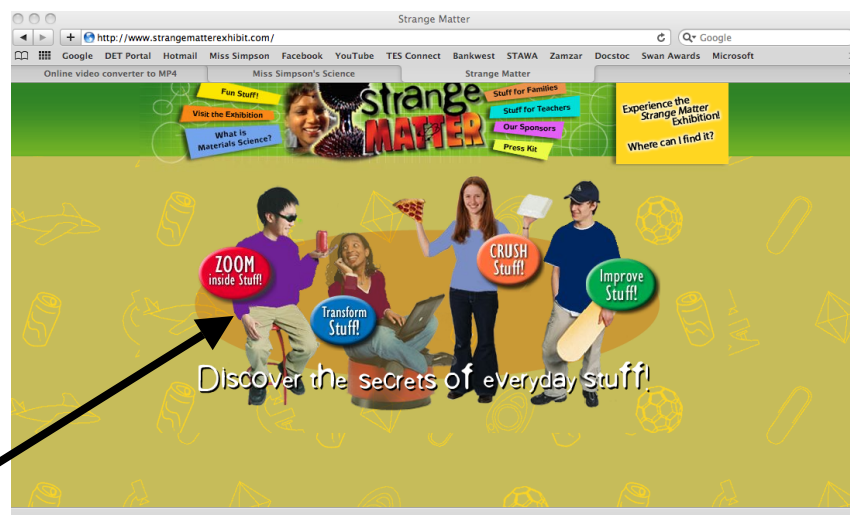 Strange Matter
http://www.strangematterexhibit.com/
Google
Google DET Portal Hotmail Miss Simpson Facebook YouTube TES Connect Bankwest STAWA Zamzar Docstoc Swan Awards Microsoft
Online video converter to MP4
Miss Simpson's Science
Strange Matter
Fun Stuff!
Visit the Exhibition
What is
Materials Science?
strange
MATTER
Stuff for Families
Stuff for Teachers
Our Sponsors
Press Kit
Experience the
Strange Matter
Exhibition!
Where can I find it?
ZOOM
inside Stuff!
Transform
Stuff!
CRUSH
Stuff!
Improve
Stuff!
Discover the secrets of everyday stuff!